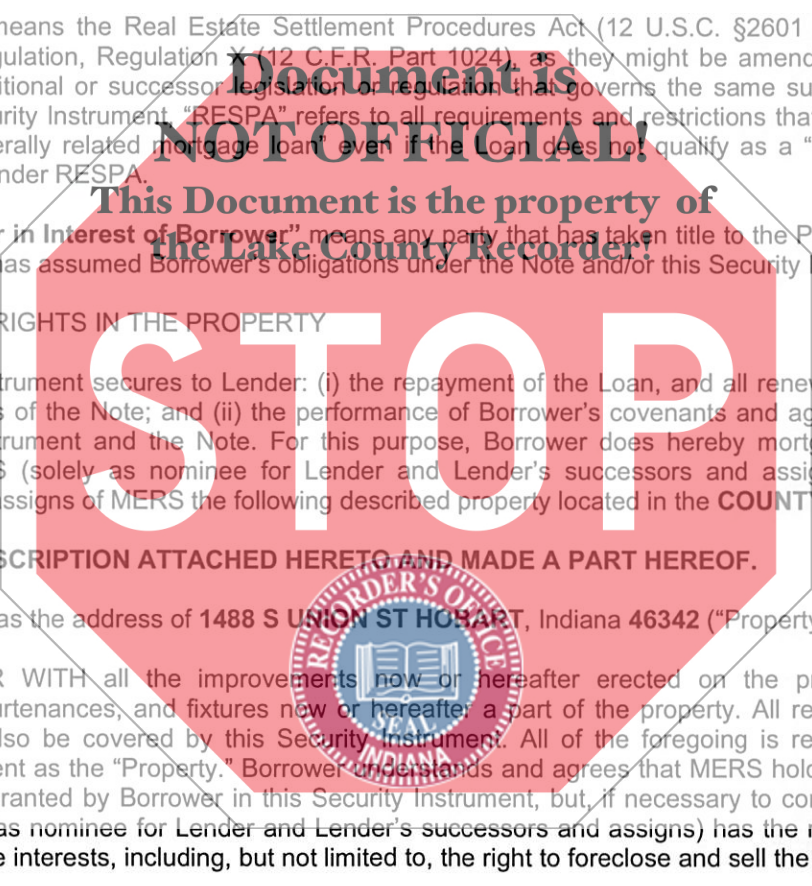 means the Real Estate Settlement Procedures Act (12 U.S.C. §2601
gulation, Regulation X (12 C.F.R. Part 1024), as they might be amend
itional or successor legislation or regulation that governs the same su
urity Instrument, “RESPA” refers to all requirements and restrictions tha
erally related mortgage loan” even if the Loan does not qualify as a “
nder RESPA.
Document is
NOT OFFICIAL!
This Document is the property of
the Lake County Recorder!
r in Interest of Borrower” means any party that has taken title to the P
has assumed Borrower’s obligations under the Note and/or this Security
RIGHTS IN THE PROPERTY
STOP
trument secures to Lender: (i) the repayment of the Loan, and all rene
s of the Note; and (ii) the performance of Borrower’s covenants and ag
trument and the Note. For this purpose, Borrower does hereby mort
S (solely as nominee for Lender and Lender’s successors and assig
assigns of MERS the following described property located in the COUNT
SCRIPTION ATTACHED HERETO AND MADE A PART HEREOF.
as the address of 1488 S UNION ST HOBART, Indiana 46342 (“Property
RECORDER'S OFFICE
SEAL
INDIANA
R WITH all the improvements now or hereafter erected on the p
urtenances, and fixtures now or hereafter a part of the property. All re
lso be covered by this Security Instrument. All of the foregoing is re
ent as the “Property.” Borrower understands and agrees that MERS hold
ranted by Borrower in this Security Instrument, but, if necessary to co
as nominee for Lender and Lender’s successors and assigns) has the
e interests, including, but not limited to, the right to foreclose and sell the